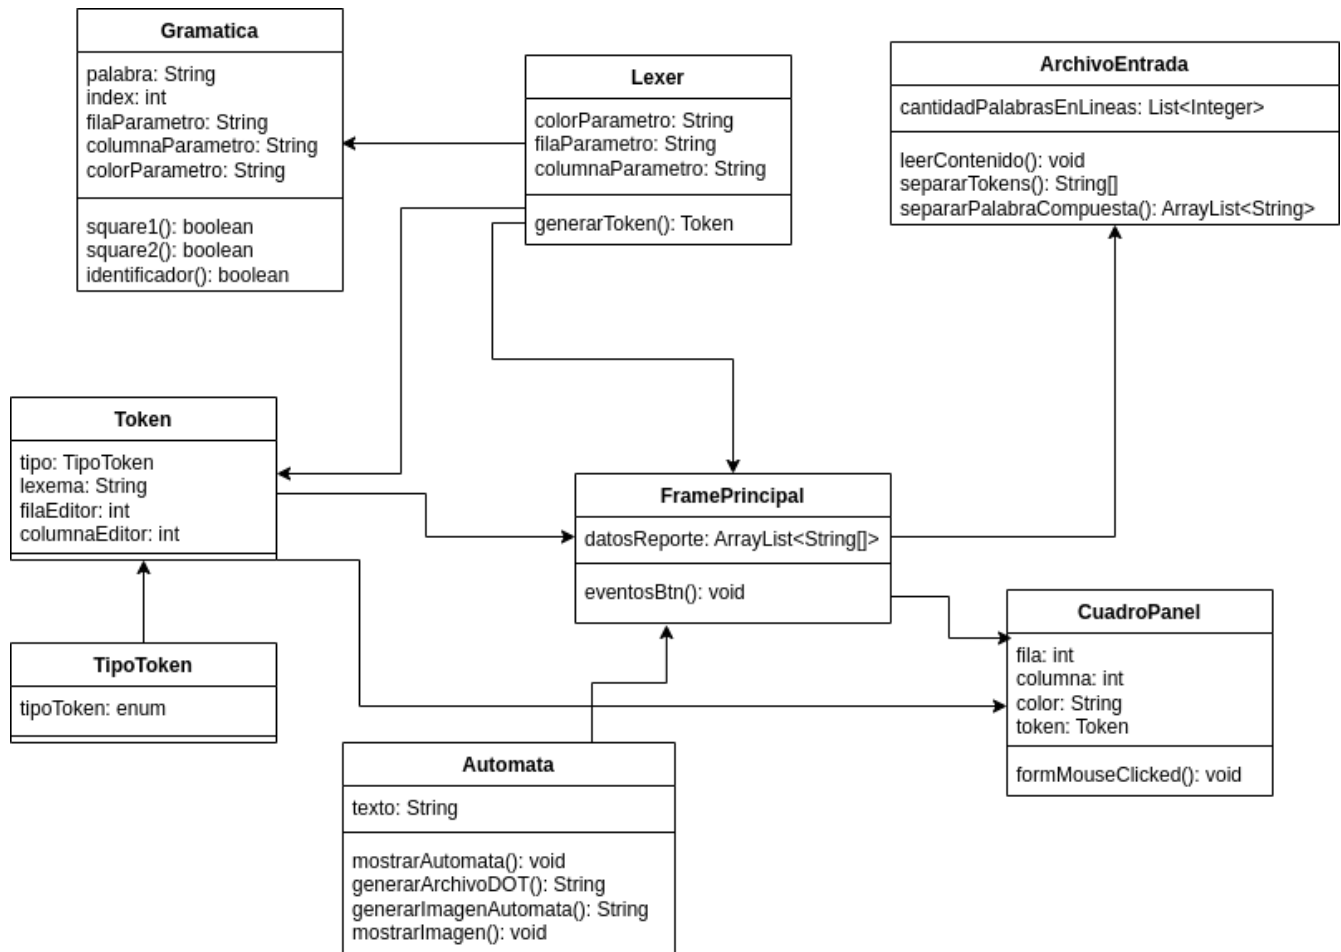 Gramatica
palabra: String
index: int
filaParametro: String
columnaParametro: String
colorParametro: String
square1(): boolean
square2(): boolean
identificador(): boolean
Lexer
colorParametro: String
filaParametro: String
columnaParametro: String
generarToken(): Token
ArchivoEntrada
cantidadPalabrasEnLineas: List<Integer>
leerContenido(): void
separarTokens(): String[]
separarPalabraCompuesta(): ArrayList<String>
Token
tipo: TipoToken
lexema: String
filaEditor: int
columnaEditor: int
FramePrincipal
datosReporte: ArrayList<String[]>
eventosBtn(): void
CuadroPanel
fila: int
columna: int
color: String
token: Token
formMouseClicked(): void
TipoToken
tipoToken: enum
Automata
texto: String
mostrarAutomata(): void
generarArchivoDOT(): String
generarImagenAutomata(): String
mostrarImagen(): void